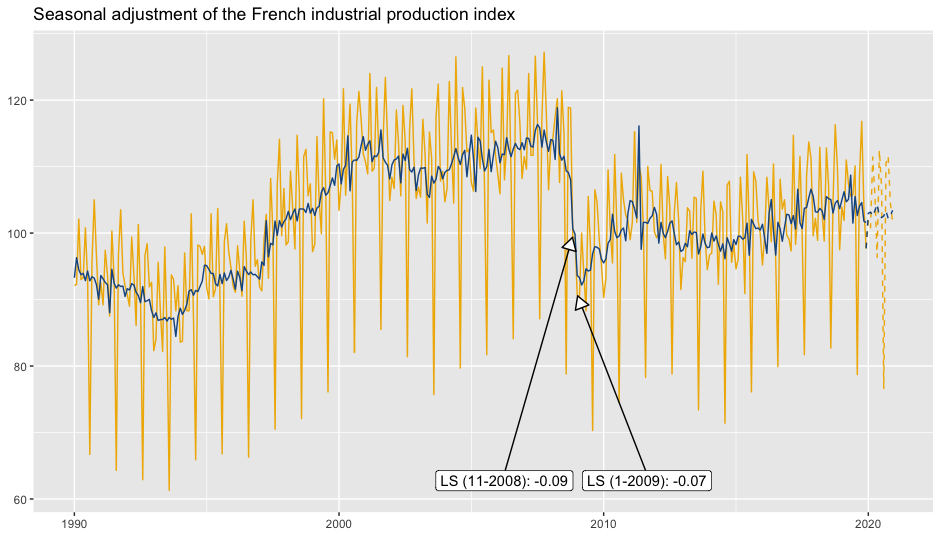 Seasonal adjustment of the French industrial production index
120
100
80
60
LS (11-2008): -0.09
LS (1-2009): -0.07
1990
2000
2010
2020